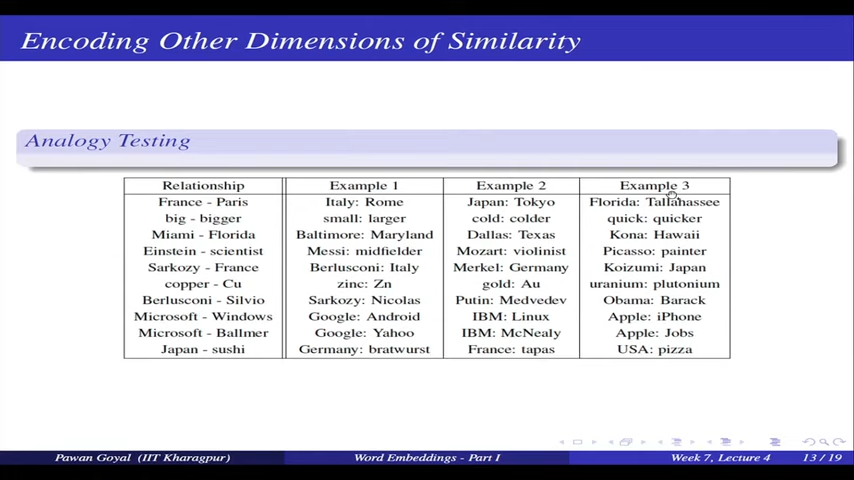 Encoding Other Dimensions of Similarity
Analogy Testing
Relationship Example 1 Example 2 Example 3
France - Paris Italy: Rome Japan: Tokyo Florida: Tallahassee
big - bigger small: larger cold: colder quick: quicker
Miami - Florida Baltimore: Maryland Dallas: Texas Kona: Hawaii
Einstein - scientist Messi: midfielder Mozart: violinist Picasso: painter
Sarkozy - France Berlusconi: Italy Merkel: Germany Koizumi: Japan
copper - Cu zinc: Zn gold: Au uranium: plutonium
Berlusconi - Silvio Sarkozy: Nicolas Putin: Medvedev Obama: Barack
Microsoft - Windows Google: Android IBM: Linux Apple: iPhone
Microsoft - Ballmer Google: Yahoo IBM: McNealy Apple: Jobs
Japan - sushi Germany: bratwurst France: tapas USA: pizza
Pawan Goyal (IIT Kharagpur) Word Embeddings - Part I Week 7, Lecture 4 13 / 19